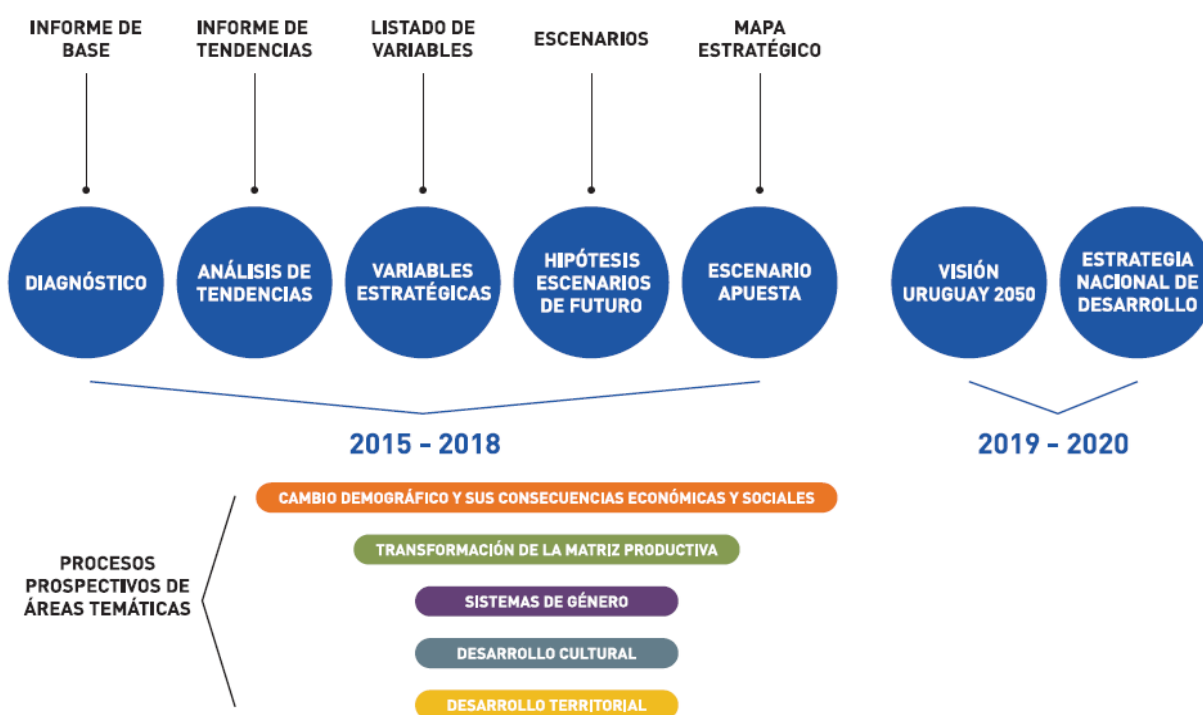 INFORME DE
BASE
INFORME DE
TENDENCIAS
LISTADO DE
VARIABLES
ESCENARIOS
MAPA
ESTRATÉGICO
DIAGNÓSTICO
ANÁLISIS DE
TENDENCIAS
VARIABLES
ESTRATÉGICAS
HIPÓTESIS
ESCENARIOS
DE FUTURO
ESCENARIO
APUESTA
VISIÓN
URUGUAY 2050
ESTRATEGIA
NACIONAL DE
DESARROLLO
2015 - 2018
2019 - 2020
PROCESOS
PROSPECTIVOS DE
ÁREAS TEMÁTICAS
CAMBIO DEMOGRÁFICO Y SUS CONSECUENCIAS ECONÓMICAS Y SOCIALES
TRANSFORMACIÓN DE LA MATRIZ PRODUCTIVA
SISTEMAS DE GÉNERO
DESARROLLO CULTURAL
DESARROLLO TERRITORIAL